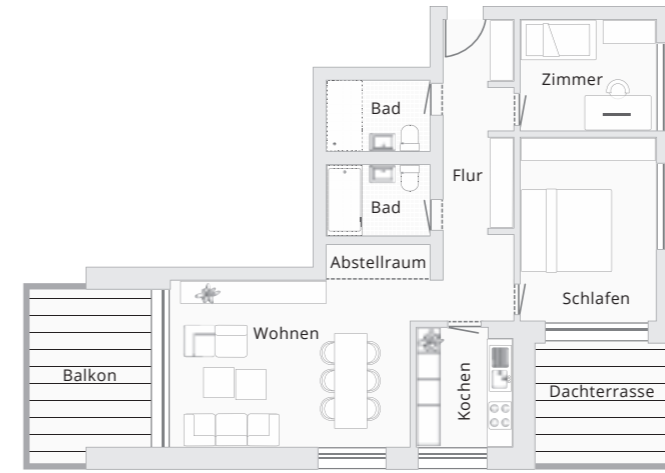 Zimmer
Bad
Flur
Bad
Abstellraum
Schlafen
Wohnen
Balkon
Kochen
Dachterrasse